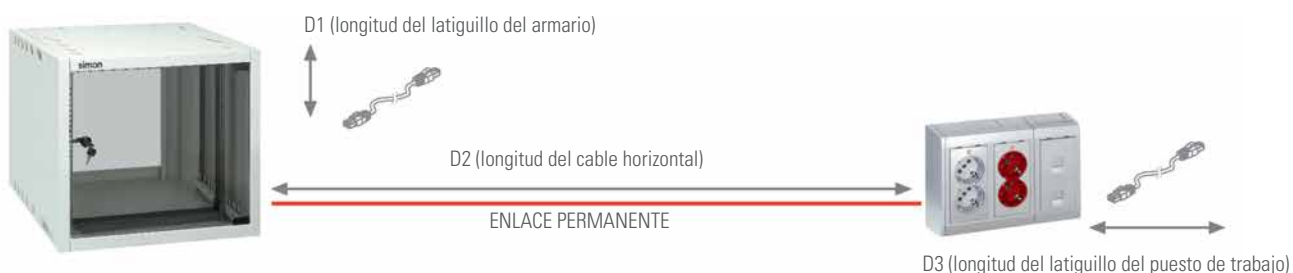 D1 (longitud del latiguillo del armario)
simon
D2 (longitud del cable horizontal)
ENLACE PERMANENTE
D3 (longitud del latiguillo del puesto de trabajo)